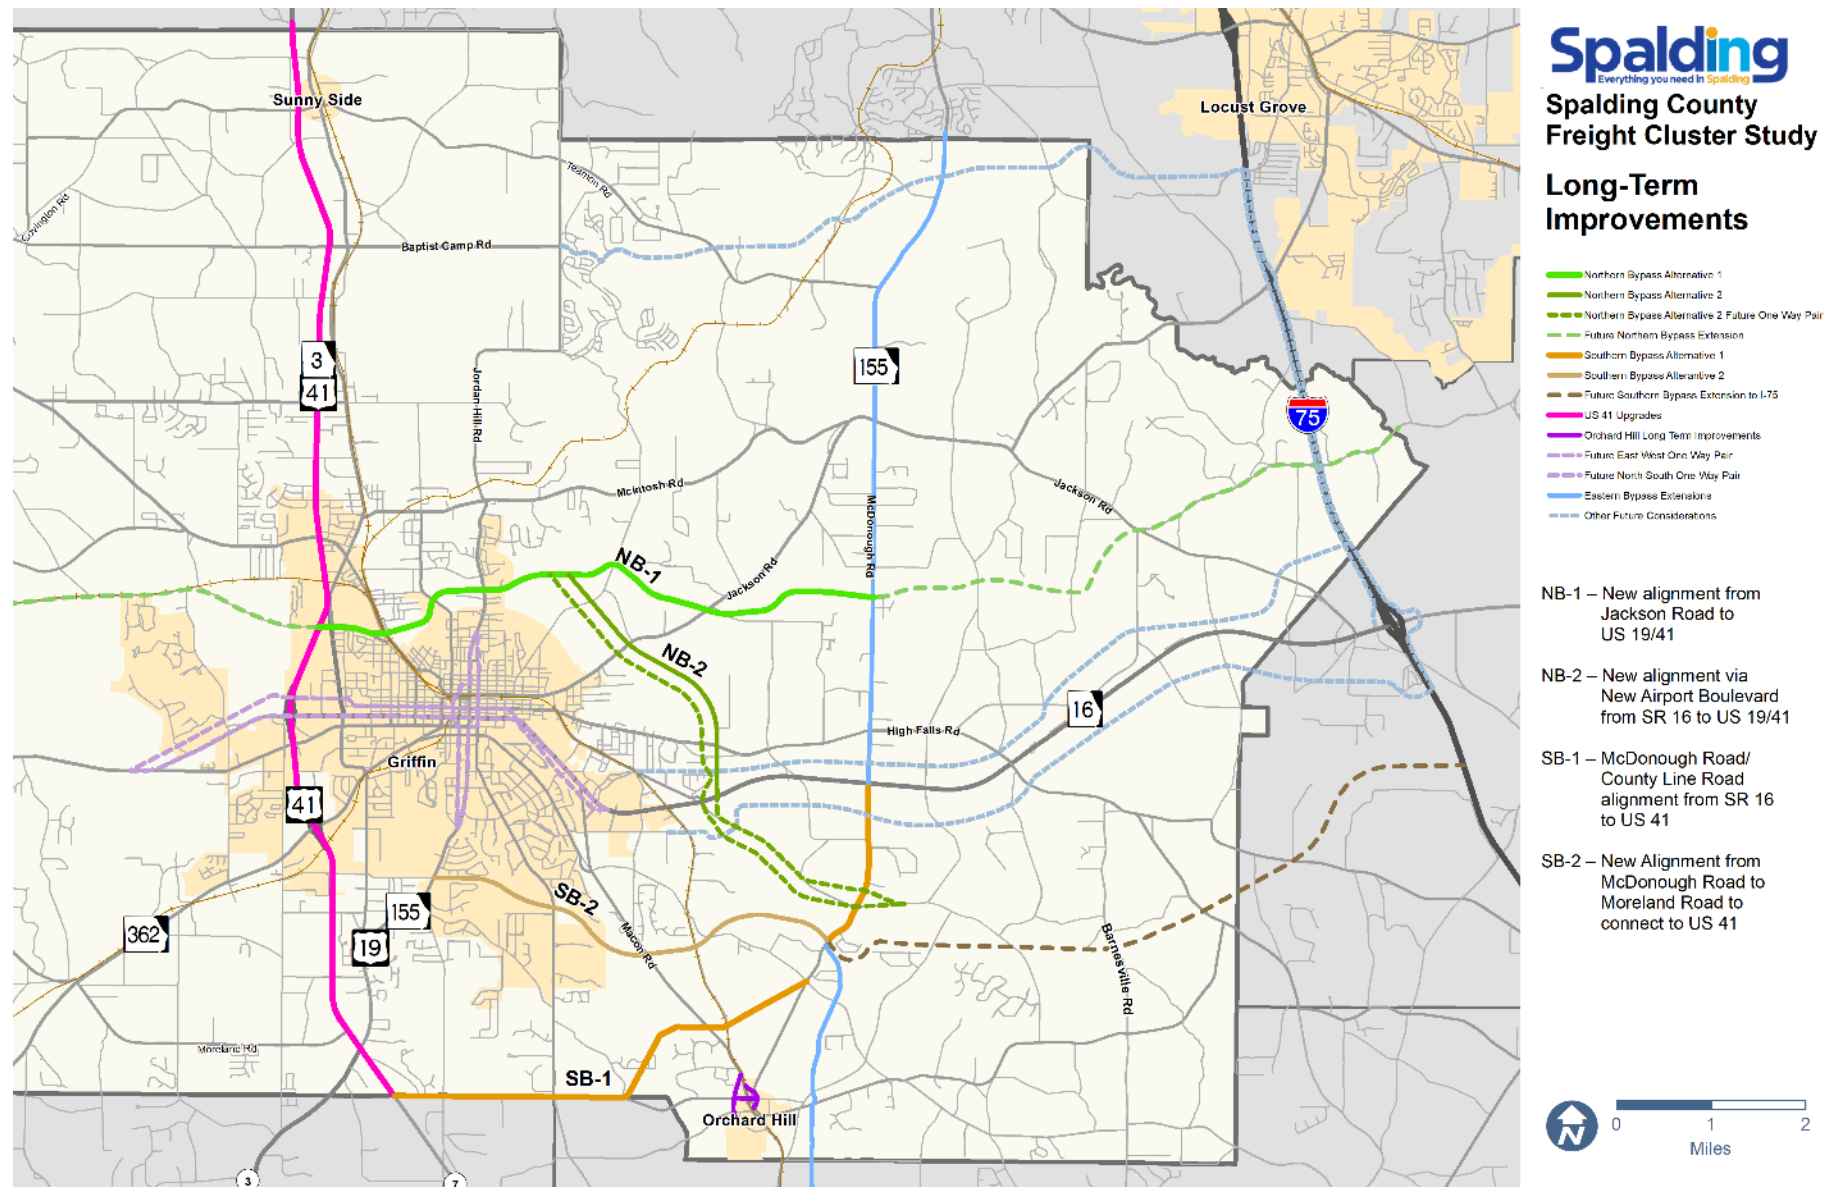 Spalding
Everything you need in Spalding
Spalding County
Freight Cluster Study
Long-Term
Improvements
Northern Bypass Alternative 1
Northern Bypass Alternative 2
Northern Bypass Alternative 2 Future One Way Pair
Future Northern Bypass Extension
Southern Bypass Alternative 1
Southern Bypass Alterantive 2
Future Southern Bypass Extension to I-75
US 41 Upgrades
Orchard Hill Long Term Improvements
Future East West One Way Pair
Future North South One Way Pair
Eastern Bypass Extensions
Other Future Considerations
NB-1 – New alignment from
Jackson Road to
US 19/41
NB-2 – New alignment via
New Airport Boulevard
from SR 16 to US 19/41
SB-1 – McDonough Road/
County Line Road
alignment from SR 16
to US 41
SB-2 – New Alignment from
McDonough Road to
Moreland Road to
connect to US 41
N
0 1 2
Miles
Sunny Side
Locust Grove
Teamon Rd
Covington Rd
Baptist Camp Rd
3
41
155
75
Jordan Hill Rd
McIntosh Rd
Jackson Rd
McDonough Rd
NB-1
Jackson Rd
NB-2
16
High Falls Rd
Griffin
41
SB-2
155
362
19
Macon Rd
Barnesville Rd
Moreland Rd
SB-1
Orchard Hill
3
7